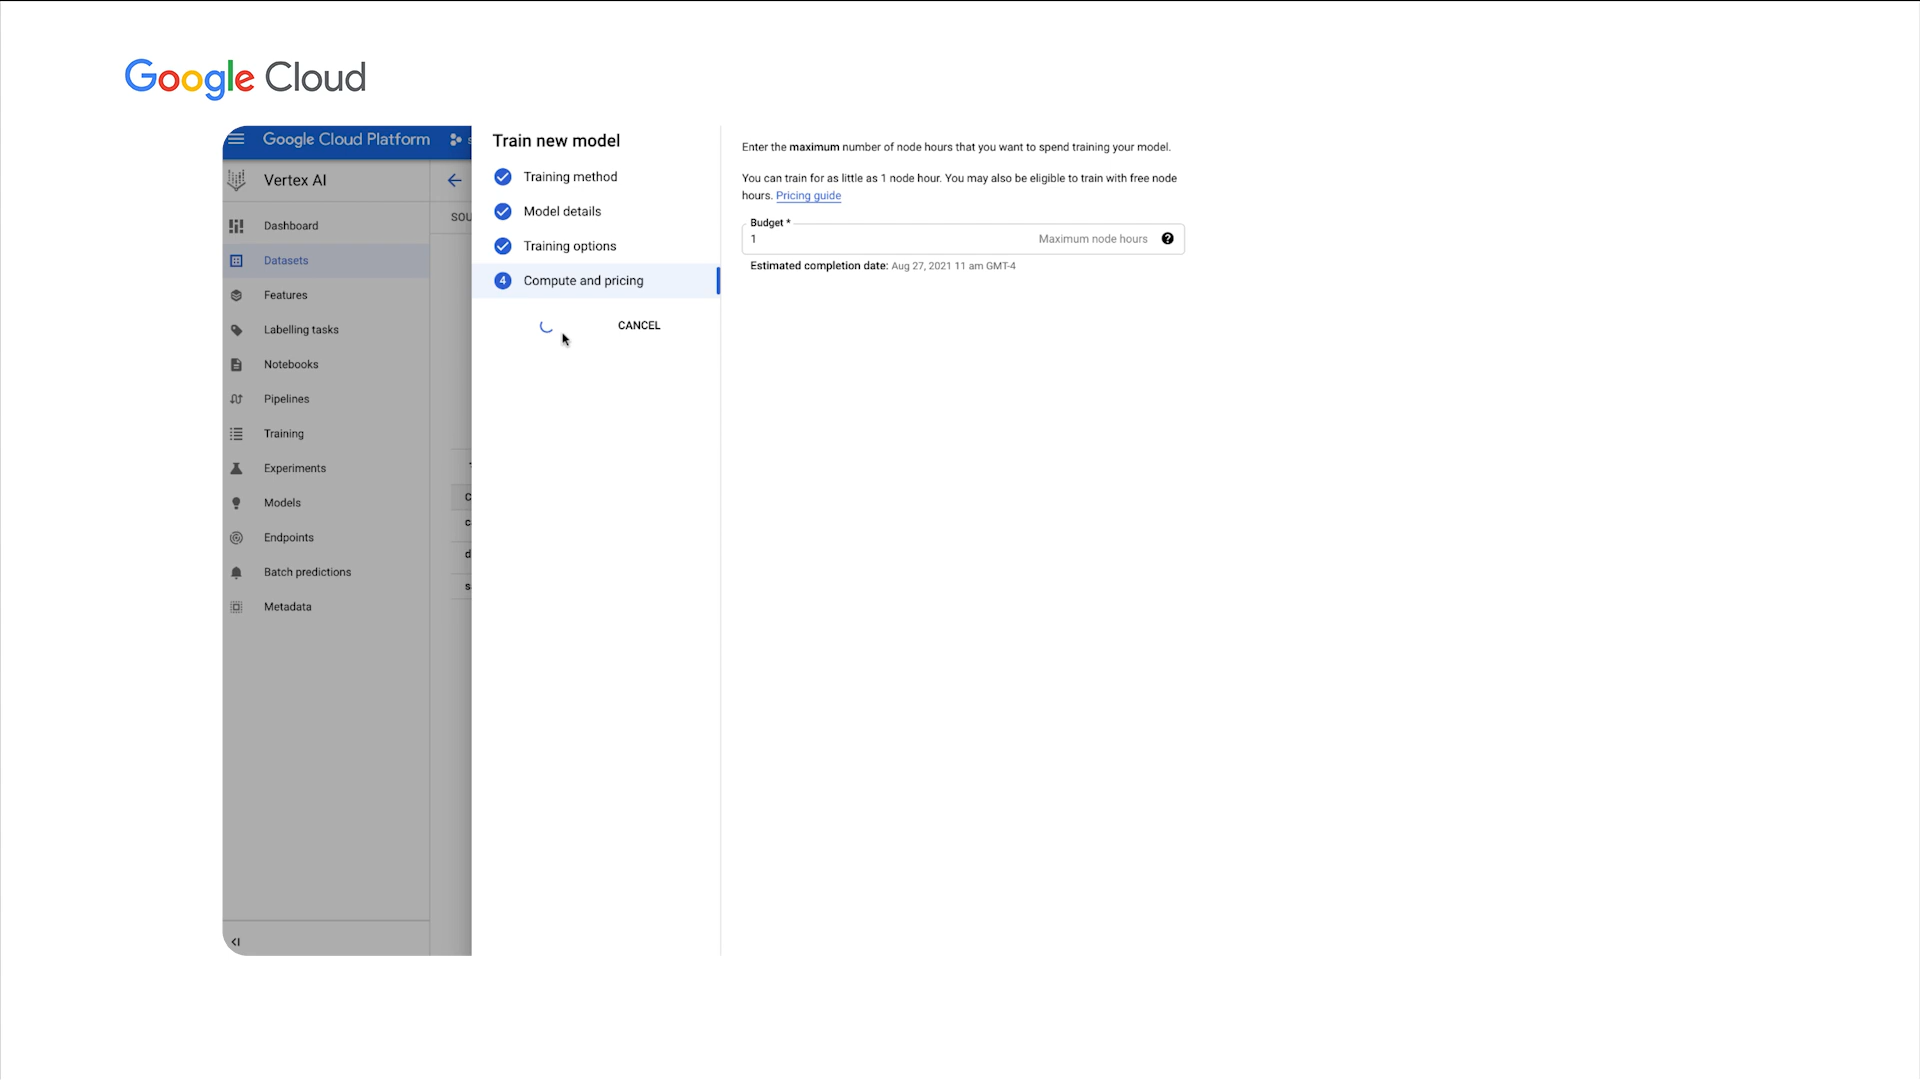 Google Cloud
Google Cloud Platform
Vertex AI
SOU
Dashboard
Datasets
Features
Labelling tasks
Notebooks
Pipelines
Training
Experiments
Models
Endpoints
Batch predictions
Metadata
Train new model
Training method
Model details
Training options
4 Compute and pricing
CANCEL
Enter the maximum number of node hours that you want to spend training your model.
You can train for as little as 1 node hour. You may also be eligible to train with free node
hours. Pricing guide
Budget *
1 Maximum node hours ?
Estimated completion date: Aug 27, 2021 11 am GMT-4